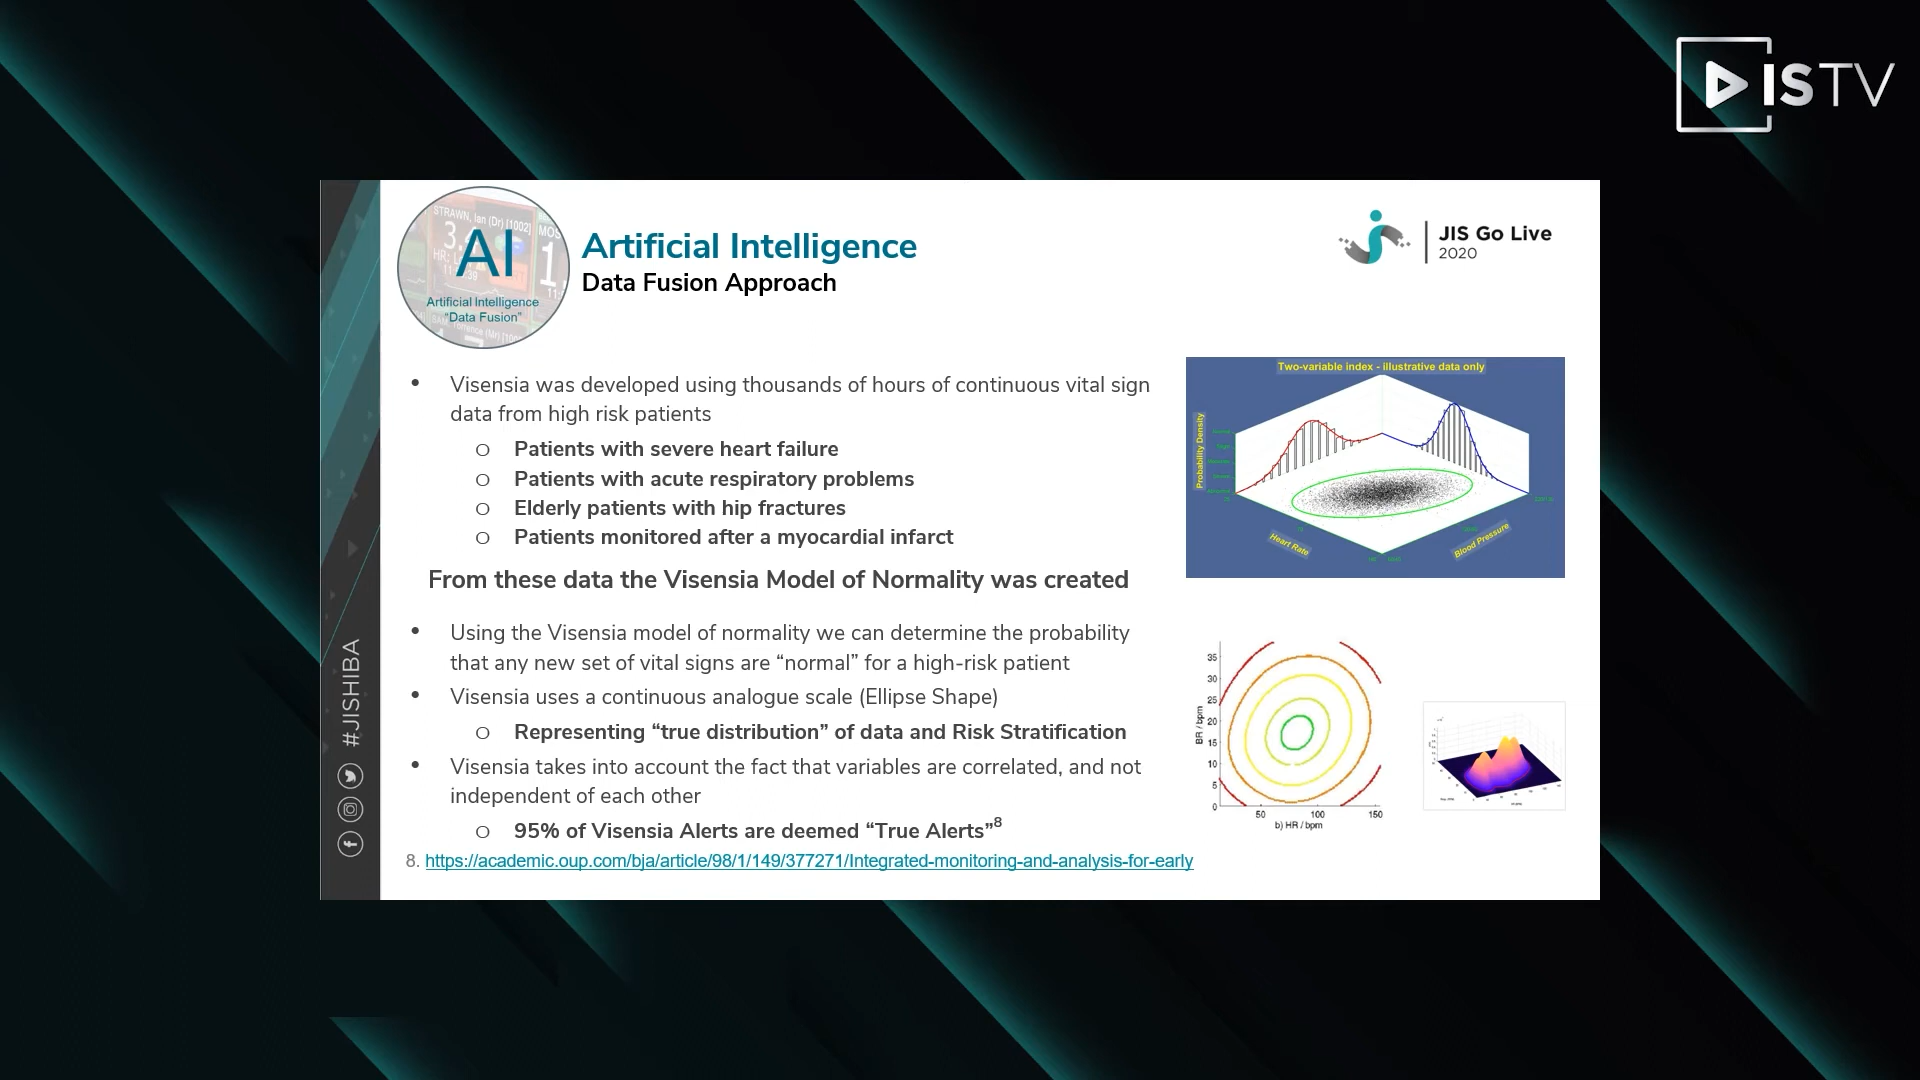 ISTV
STRAWN, Ian (Dr) [1002]
MOS
3.
AI
1
HR:
Artificial Intelligence
“Data Fusion”
Artificial Intelligence
Data Fusion Approach
JIS Go Live
2020
• Visensia was developed using thousands of hours of continuous vital sign
data from high risk patients
o Patients with severe heart failure
o Patients with acute respiratory problems
o Elderly patients with hip fractures
o Patients monitored after a myocardial infarct
From these data the Visensia Model of Normality was created
• Using the Visensia model of normality we can determine the probability
that any new set of vital signs are “normal” for a high-risk patient
• Visensia uses a continuous analogue scale (Ellipse Shape)
o Representing “true distribution” of data and Risk Stratification
• Visensia takes into account the fact that variables are correlated, and not
independent of each other
o 95% of Visensia Alerts are deemed “True Alerts”8
8. https://academic.oup.com/bja/article/98/1/149/377271/Integrated-monitoring-and-analysis-for-early
Two-variable index - illustrative data only
Probability Density
Heart Rate
Blood Pressure
BR / bpm
35
30
25
20
15
10
5
0
50 100 150
b) HR / bpm
#JISHIBA